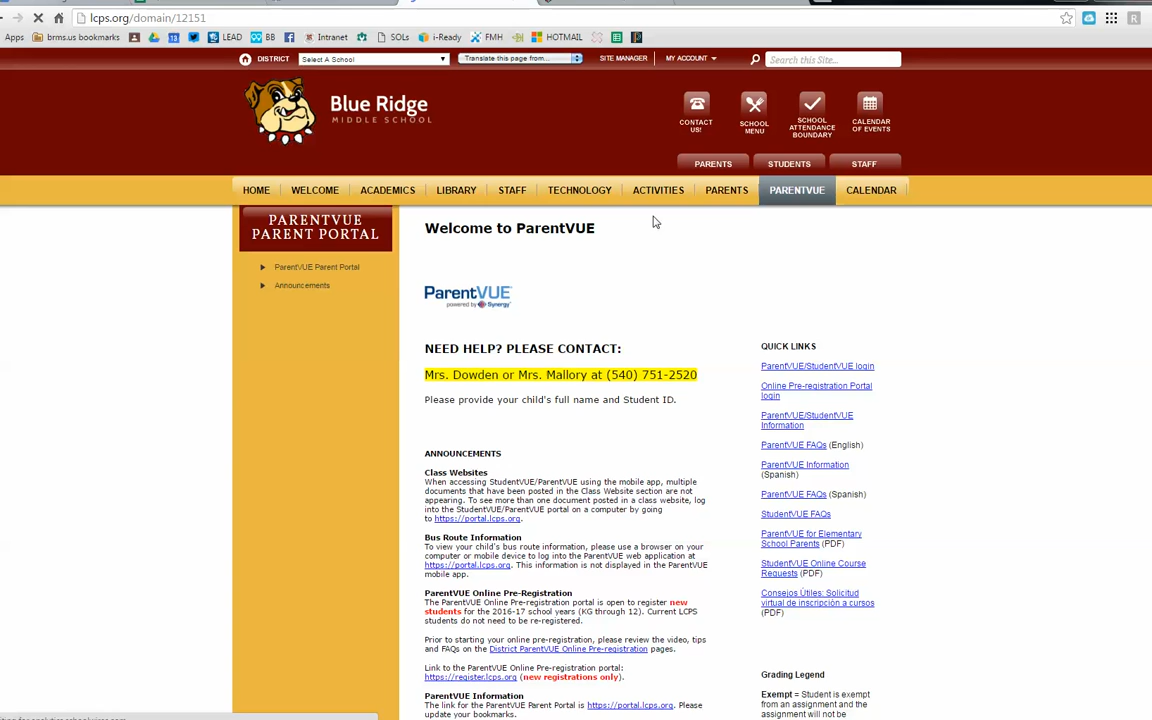 lcps.org/domain/12151
Apps brms.us bookmarks LEAD BB Intranet SOLs i-Ready FMH HOTMAIL
DISTRICT Select A School Translate this page from... SITE MANAGER MY ACCOUNT Search this Site...
Blue Ridge
MIDDLE SCHOOL
CONTACT US!
SCHOOL MENU
SCHOOL ATTENDANCE BOUNDARY
CALENDAR OF EVENTS
PARENTS STUDENTS STAFF
HOME WELCOME ACADEMICS LIBRARY STAFF TECHNOLOGY ACTIVITIES PARENTS PARENTVUE CALENDAR
PARENTVUE
PARENT PORTAL
ParentVUE Parent Portal
Announcements
Welcome to ParentVUE
ParentVUE
powered by Synergy
NEED HELP? PLEASE CONTACT:
Mrs. Dowden or Mrs. Mallory at (540) 751-2520
Please provide your child's full name and Student ID.
ANNOUNCEMENTS
Class Websites
When accessing StudentVUE/ParentVUE using the mobile app, multiple
documents that have been posted in the Class Website section are not
appearing. To see more than one document posted in a class website, log
into the StudentVUE/ParentVUE portal on a computer by going
to https://portal.lcps.org.
Bus Route Information
To view your child's bus route information, please use a browser on your
computer or mobile device to log into the ParentVUE web application at
https://portal.lcps.org. This information is not displayed in the ParentVUE
mobile app.
ParentVUE Online Pre-Registration
The ParentVUE Online Pre-registration portal is open to register new
students for the 2016-17 school years (KG through 12). Current LCPS
students do not need to be re-registered.
Prior to starting your online pre-registration, please review the video, tips
and FAQs on the District ParentVUE Online Pre-registration pages.
Link to the ParentVUE Online Pre-registration portal:
https://register.lcps.org (new registrations only).
ParentVUE Information
The link for the ParentVUE Parent Portal is https://portal.lcps.org. Please
update your bookmarks.
QUICK LINKS
ParentVUE/StudentVUE login
Online Pre-registration Portal
login
ParentVUE/StudentVUE
Information
ParentVUE FAQs (English)
ParentVUE Information
(Spanish)
ParentVUE FAQs (Spanish)
StudentVUE FAQs
ParentVUE for Elementary
School Parents (PDF)
StudentVUE Online Course
Requests (PDF)
Consejos Útiles: Solicitud
virtual de inscripción a cursos
(PDF)
Grading Legend
Exempt = Student is exempt
from an assignment and the
assignment will not be